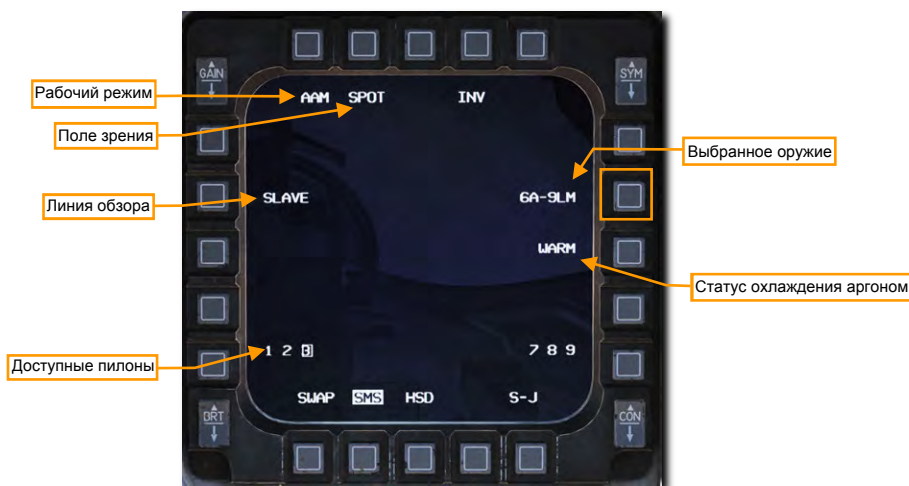 GAIN
SYM
Рабочий режим
AAM SPOT INV
Поле зрения
Выбранное оружие
Линия обзора
SLAVE
6A-9LM
WARM
Статус охлаждения аргоном
1 2 3
7 8 9
Доступные пилоны
SWAP SMS HSD S-J
BRT
CON